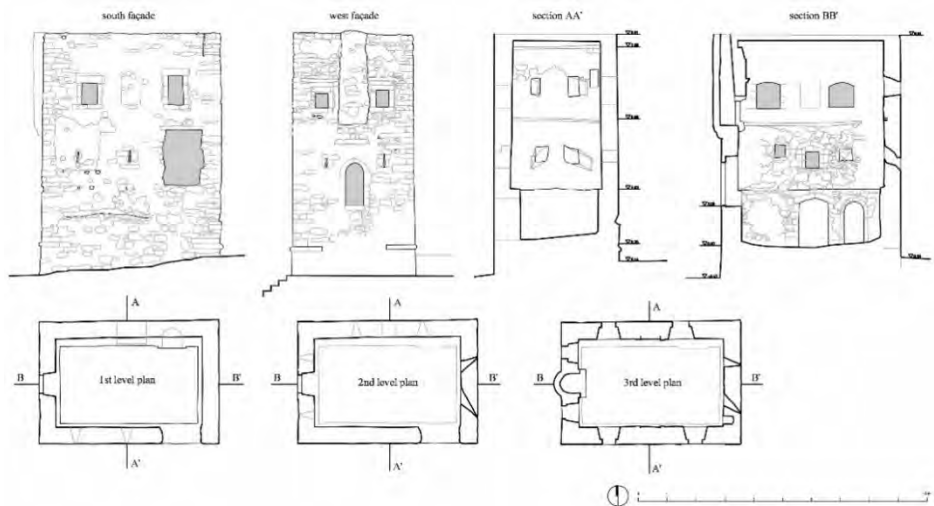 south façade
west façade
section AA'
section BB'
A
B
1st level plan
B'
A'
A
B
2nd level plan
B'
A'
A
B
3rd level plan
B'
A'